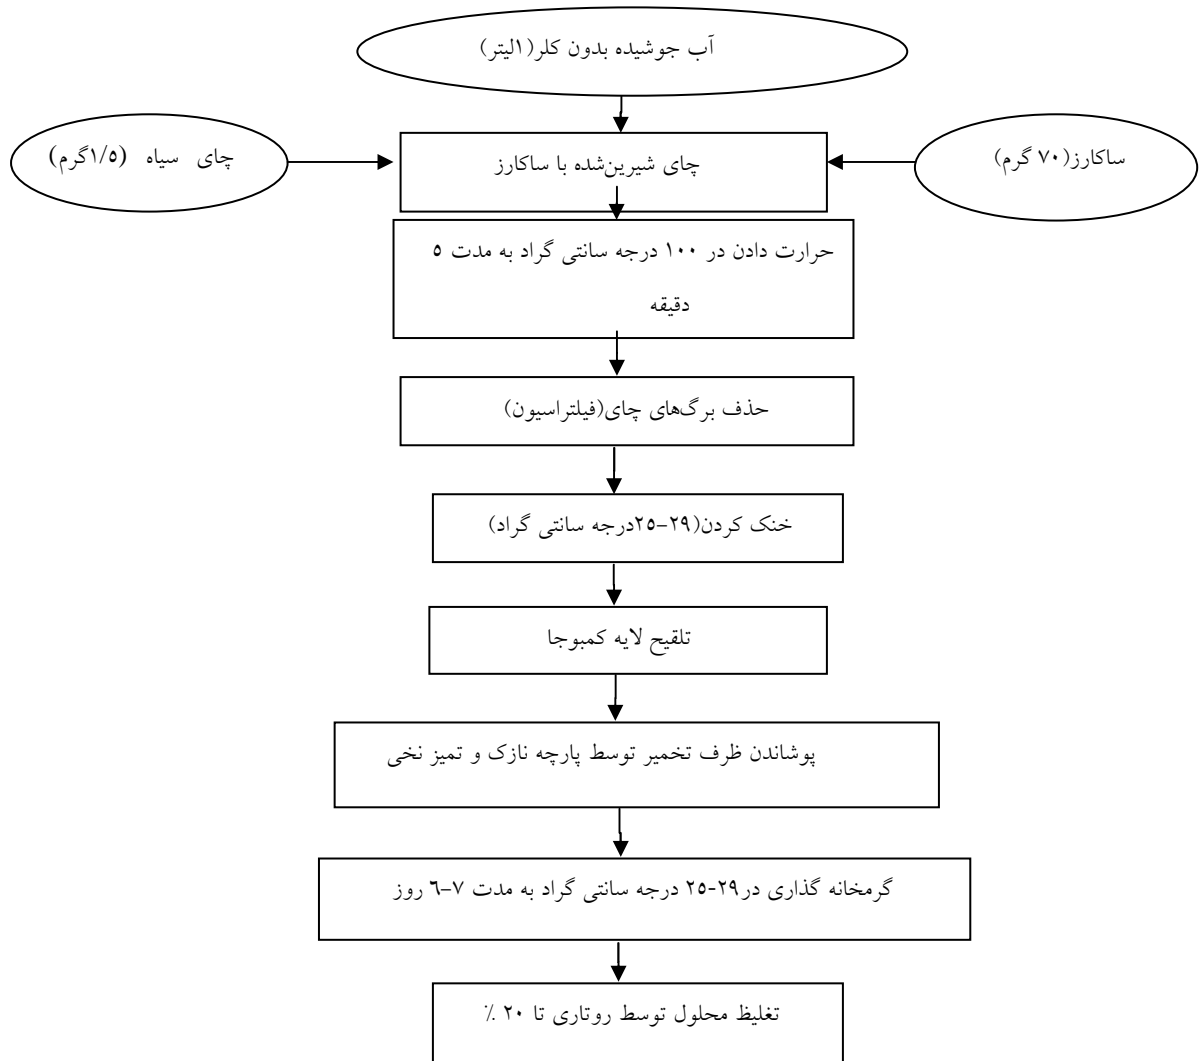 آب جوشیده بدون کلر(۱لیتر)
چای سیاه (۱/۵گرم)
چای شیرین‌شده با ساکارز
ساکارز(۷۰ گرم)
حرارت دادن در ۱۰۰ درجه سانتی گراد به مدت ۵
دقیقه
حذف برگ‌های چای(فیلتراسیون)
خنک کردن(۲۹-۲۵درجه سانتی گراد)
تلقیح لایه کمبوجا
پوشاندن ظرف تخمیر توسط پارچه نازک و تمیز نخی
گرمخانه گذاری در۲۹-۲۵ درجه سانتی گراد به مدت ۷-۶ روز
تغلیظ محلول توسط روتاری تا ۲۰ ٪